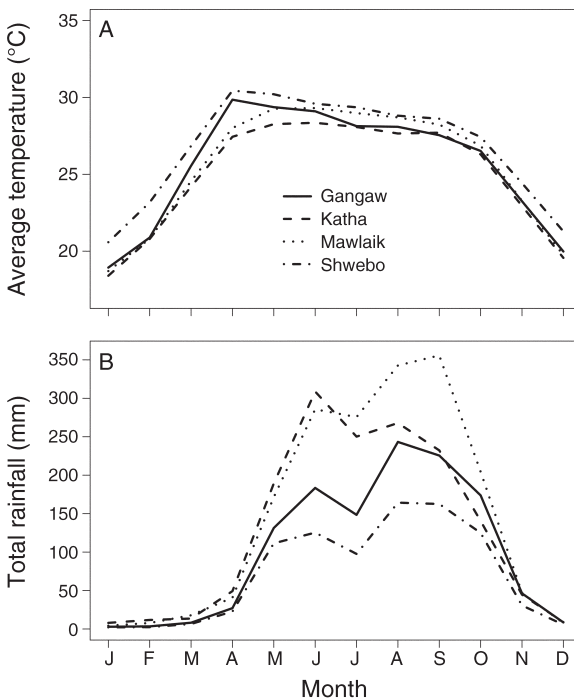 A
Average temperature (°C)
35
30
25
20
Gangaw
Katha
Mawlaik
Shwebo
B
Total rainfall (mm)
350
300
250
200
150
100
50
0
J F M A M J J A S O N D
Month